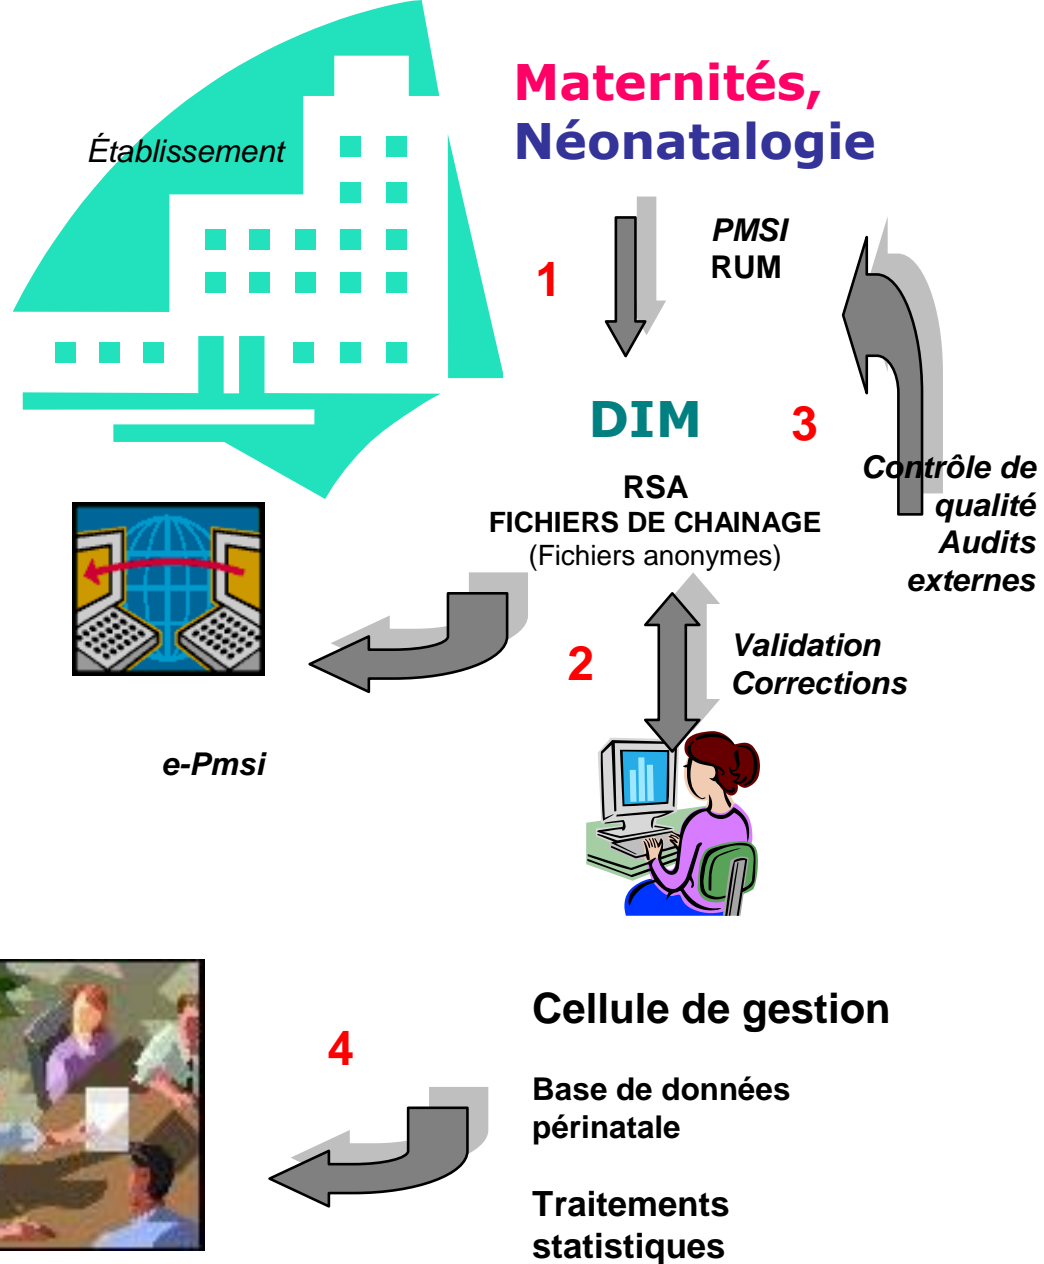 Maternités,
Néonatalogie
Établissement
PMSI
RUM
1
DIM
3
RSA
FICHIERS DE CHAINAGE
(Fichiers anonymes)
Contrôle de
qualité
Audits
externes
2
Validation
Corrections
e-Pmsi
Cellule de gestion
4
Base de données
périnatale
Traitements
statistiques